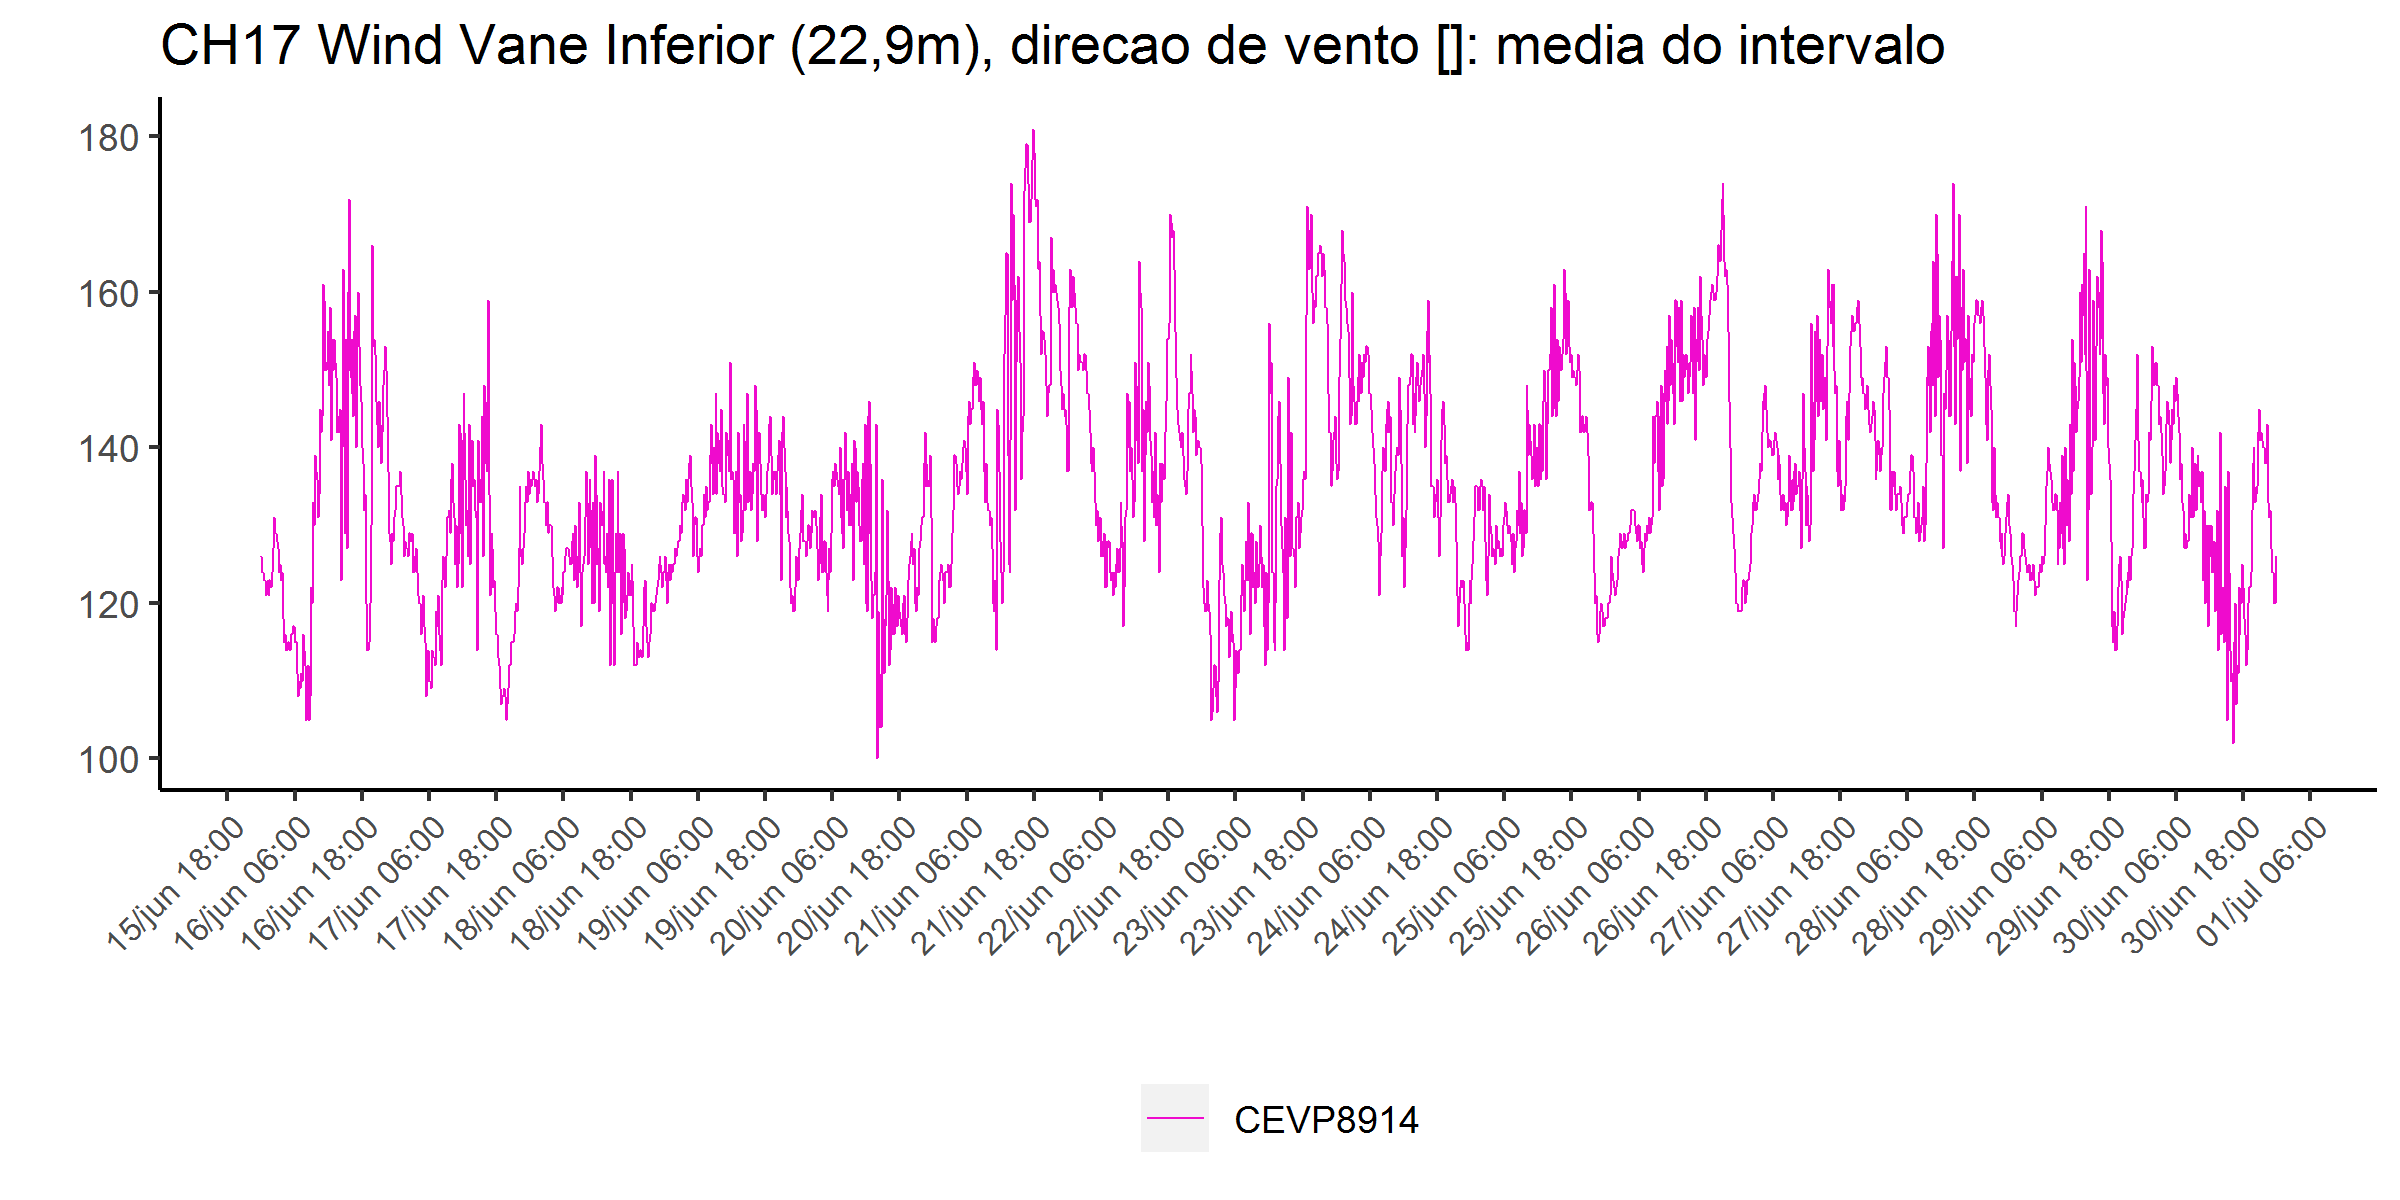 CH17 Wind Vane Inferior (22,9m), direcao de vento []: media do intervalo
180
160
140
120
100
15/jun 18:00
16/jun 06:00
16/jun 18:00
17/jun 06:00
17/jun 18:00
18/jun 06:00
18/jun 18:00
19/jun 06:00
19/jun 18:00
20/jun 06:00
20/jun 18:00
21/jun 06:00
21/jun 18:00
22/jun 06:00
22/jun 18:00
23/jun 06:00
23/jun 18:00
24/jun 06:00
24/jun 18:00
25/jun 06:00
25/jun 18:00
26/jun 06:00
26/jun 18:00
27/jun 06:00
27/jun 18:00
28/jun 06:00
28/jun 18:00
29/jun 06:00
29/jun 18:00
30/jun 06:00
30/jun 18:00
01/jul 06:00
CEVP8914